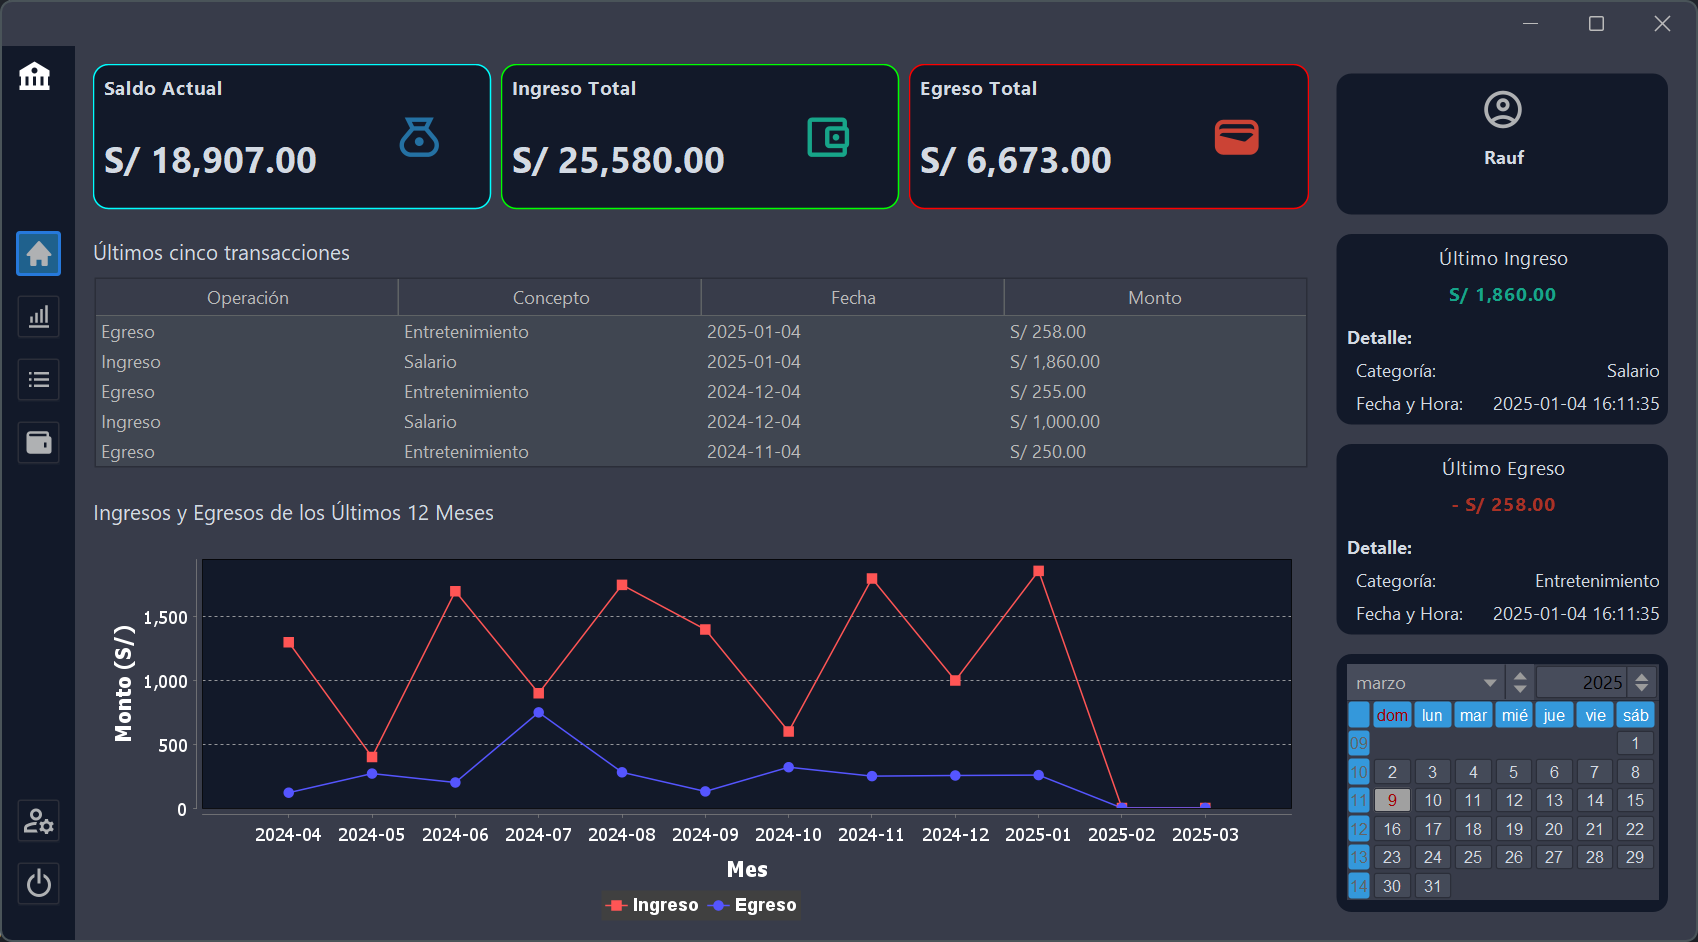 Saldo Actual
S/ 18,907.00
Ingreso Total
S/ 25,580.00
Egreso Total
S/ 6,673.00
Rauf
Últimos cinco transacciones
Operación Concepto Fecha Monto
Egreso Entretenimiento 2025-01-04 S/ 258.00
Ingreso Salario 2025-01-04 S/ 1,860.00
Egreso Entretenimiento 2024-12-04 S/ 255.00
Ingreso Salario 2024-12-04 S/ 1,000.00
Egreso Entretenimiento 2024-11-04 S/ 250.00
Ingresos y Egresos de los Últimos 12 Meses
Monto (S/)
1,500
1,000
500
0
2024-04 2024-05 2024-06 2024-07 2024-08 2024-09 2024-10 2024-11 2024-12 2025-01 2025-02 2025-03
Mes
Ingreso Egreso
Último Ingreso
S/ 1,860.00
Detalle:
Categoría: Salario
Fecha y Hora: 2025-01-04 16:11:35
Último Egreso
- S/ 258.00
Detalle:
Categoría: Entretenimiento
Fecha y Hora: 2025-01-04 16:11:35
marzo 2025
dom lun mar mié jue vie sáb
09 1
10 2 3 4 5 6 7 8
11 9 10 11 12 13 14 15
12 16 17 18 19 20 21 22
13 23 24 25 26 27 28 29
14 30 31